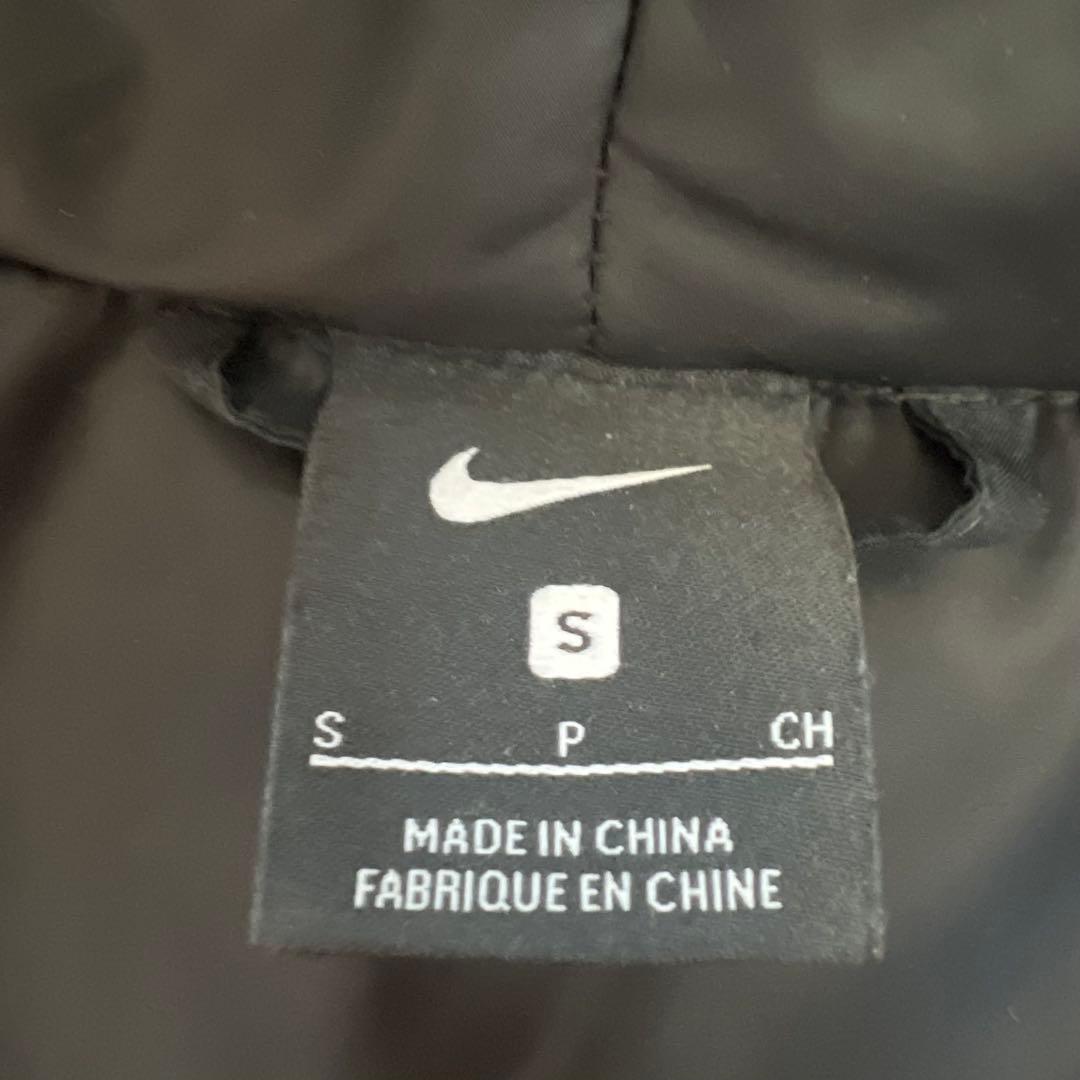 S
S P CH
MADE IN CHINA
FABRIQUE EN CHINE